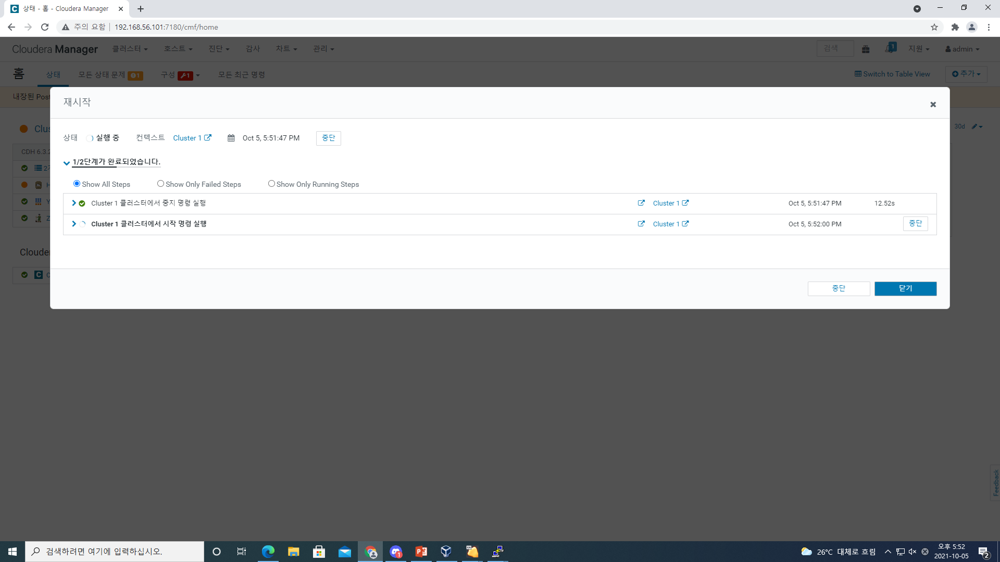 상태 - 홈 - Cloudera Manager
주의 요함 192.168.56.101:7180/cmf/home
Cloudera Manager 클러스터 호스트 진단 감사 차트 관리 검색 1 지원 admin
홈 상태 모든 상태 문제 1 구성 1 모든 최근 명령 Switch to Table View 추가
내장된 Post
재시작
Clus 30d
상태 실행 중 컨텍스트 Cluster 1 Oct 5, 5:51:47 PM 중단
CDH 6.3.2
1/2단계가 완료되었습니다.
Show All Steps Show Only Failed Steps Show Only Running Steps
Cluster 1 클러스터에서 중지 명령 실행 Cluster 1 Oct 5, 5:51:47 PM 12.52s
Cluster 1 클러스터에서 시작 명령 실행 Cluster 1 Oct 5, 5:52:00 PM 중단
Clouder
중단 닫기
Feedback
검색하려면 여기에 입력하십시오. 1 26°C 대체로 흐림 오후 5:52
2021-10-05 2